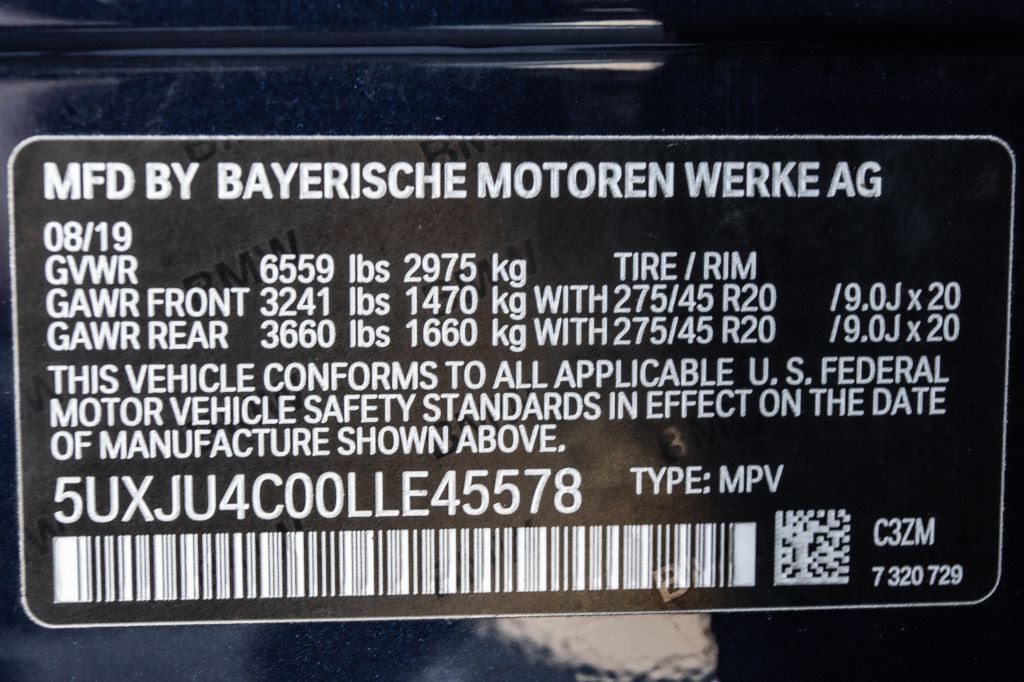 MFD BY BAYERISCHE MOTOREN WERKE AG
08/19
GVWR 6559 lbs 2975 kg TIRE / RIM
GAWR FRONT 3241 lbs 1470 kg WITH 275/45 R20 /9.0J x 20
GAWR REAR 3660 lbs 1660 kg WITH 275/45 R20 /9.0J x 20
THIS VEHICLE CONFORMS TO ALL APPLICABLE U. S. FEDERAL
MOTOR VEHICLE SAFETY STANDARDS IN EFFECT ON THE DATE
OF MANUFACTURE SHOWN ABOVE.
5UXJU4C00LLE45578 TYPE: MPV
C3ZM
7 320 729